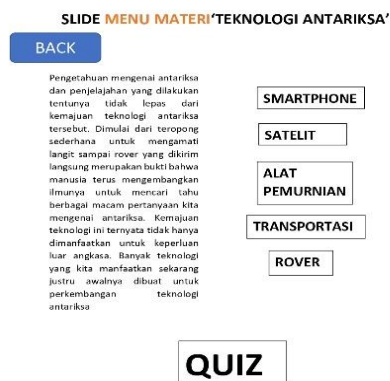 SLIDE MENU MATERI‘TEKNOLOGI ANTARIKSA’
BACK
Pengetahuan mengenai antariksa
dan penjelajahan yang dilakukan
tentunya tidak lepas dari
kemajuan teknologi antariksa
tersebut. Dimulai dari teropong
sederhana untuk mengamati
langit sampai rover yang dikirim
langsung merupakan bukti bahwa
manusia terus mengembangkan
ilmunya untuk mencari tahu
berbagai macam pertanyaan kita
mengenai antariksa. Kemajuan
teknologi ini ternyata tidak hanya
dimanfaatkan untuk keperluan
luar angkasa. Banyak teknologi
yang kita manfaatkan sekarang
justru awalnya dibuat untuk
perkembangan teknologi
antariksa
SMARTPHONE
SATELIT
ALAT
PEMURNIAN
TRANSPORTASI
ROVER
QUIZ